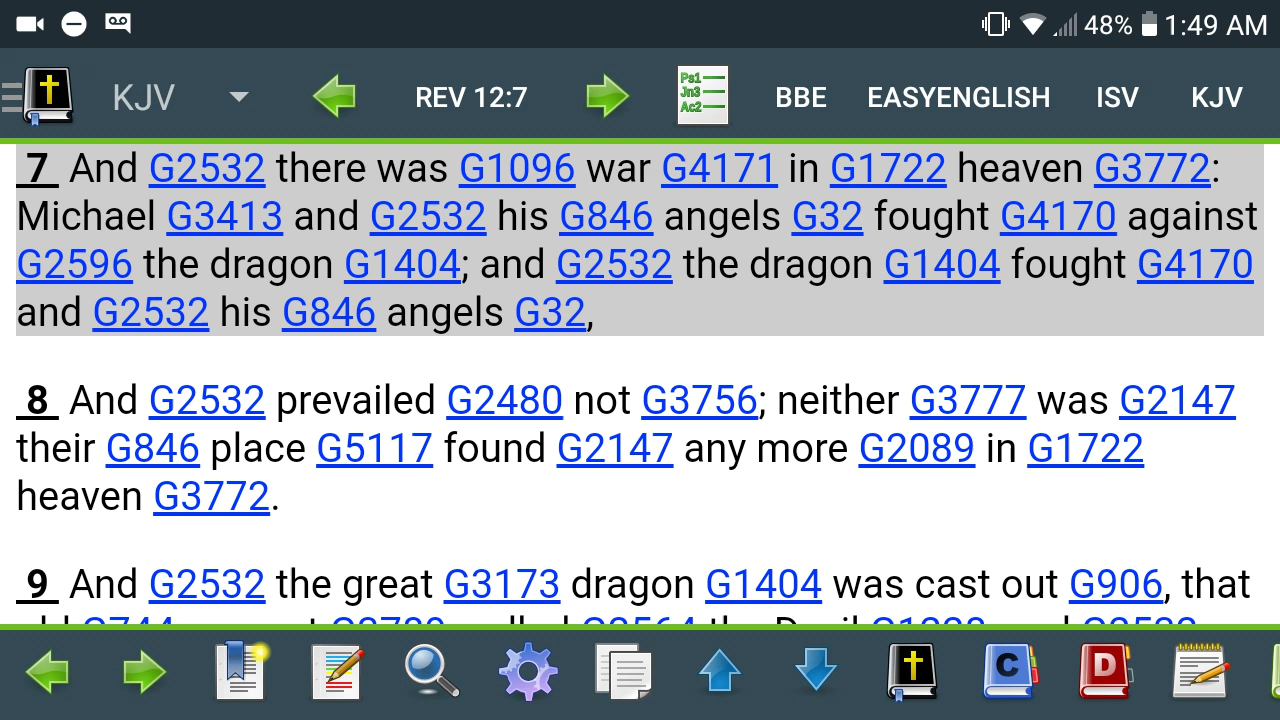 48% 1:49 AM
KJV REV 12:7 Ps1 Jn3 Ac2 BBE EASYENGLISH ISV KJV
7 And G2532 there was G1096 war G4171 in G1722 heaven G3772:
Michael G3413 and G2532 his G846 angels G32 fought G4170 against
G2596 the dragon G1404; and G2532 the dragon G1404 fought G4170
and G2532 his G846 angels G32,
8 And G2532 prevailed G2480 not G3756; neither G3777 was G2147
their G846 place G5117 found G2147 any more G2089 in G1722
heaven G3772.
9 And G2532 the great G3173 dragon G1404 was cast out G906, that
C D